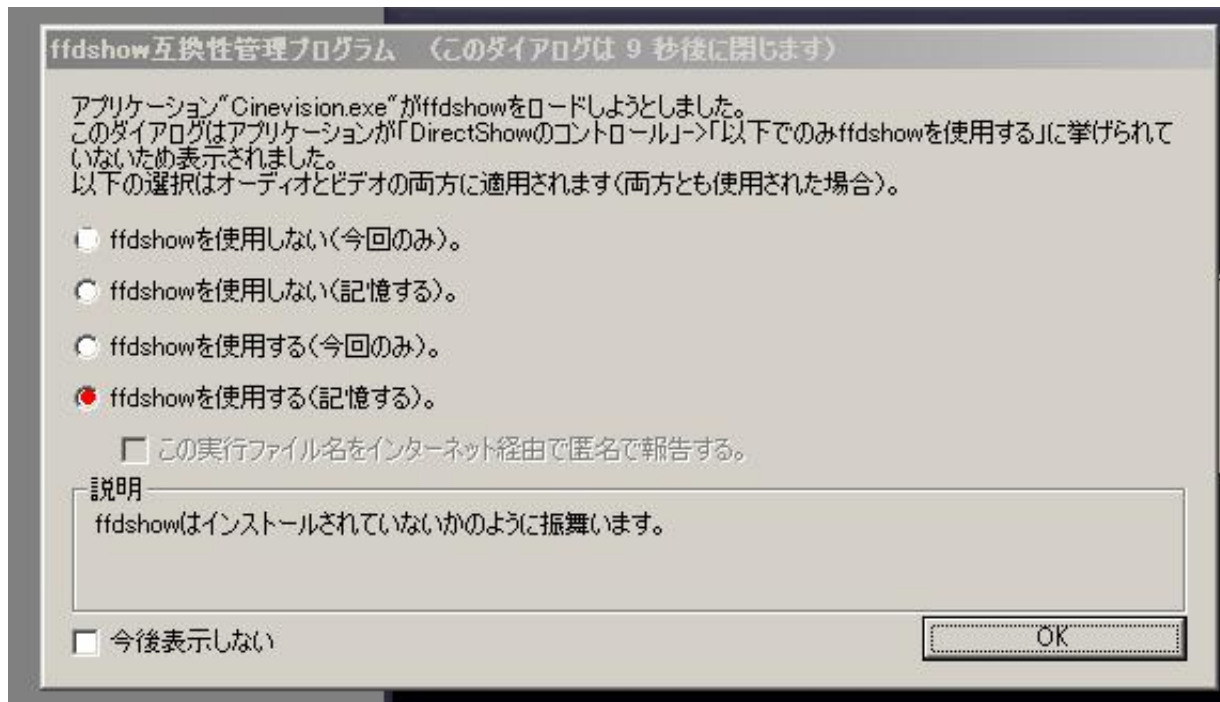 ffdshow互換性管理プログラム （このダイアログは 9 秒後に閉じます）
アプリケーション"Cinevision.exe"がffdshowをロードしようとしました。
このダイアログはアプリケーションが「DirectShowのコントロール」->「以下でのみffdshowを使用する」に挙げられて
いないため表示されました。
以下の選択はオーディオとビデオの両方に適用されます(両方とも使用された場合)。
ffdshowを使用しない(今回のみ)。
ffdshowを使用しない(記憶する)。
ffdshowを使用する(今回のみ)。
ffdshowを使用する(記憶する)。
この実行ファイル名をインターネット経由で匿名で報告する。
説明
ffdshowはインストールされていないかのように振舞います。
今後表示しない
OK